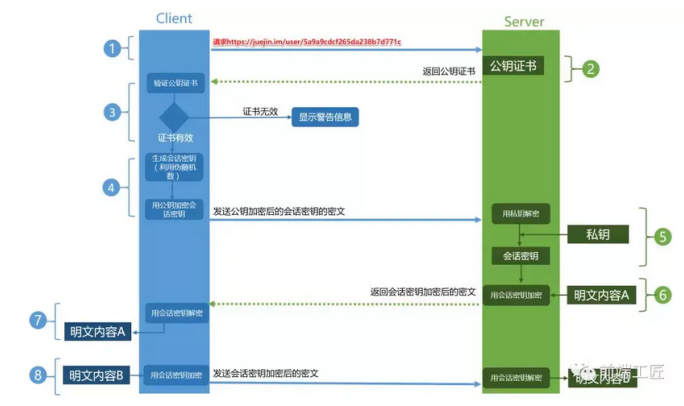 Client
Server
请求https://juejin.im/user/5a9a9cdcf265da238b7d771c
1
公钥证书
返回公钥证书
2
验证公钥证书
3
证书无效
显示警告信息
证书有效
生成会话密钥
(利用伪随机
数)
4
用公钥加密会
话密钥
发送公钥加密后的会话密钥的密文
用私钥解密
私钥
5
会话密钥
返回会话密钥加密后的密文
用会话密钥加密
明文内容A
6
7
用会话密钥解密
明文内容A
8
明文内容B
用会话密钥加密
发送会话密钥加密后的密文
用会话密钥解密
明文内容B
前端工匠